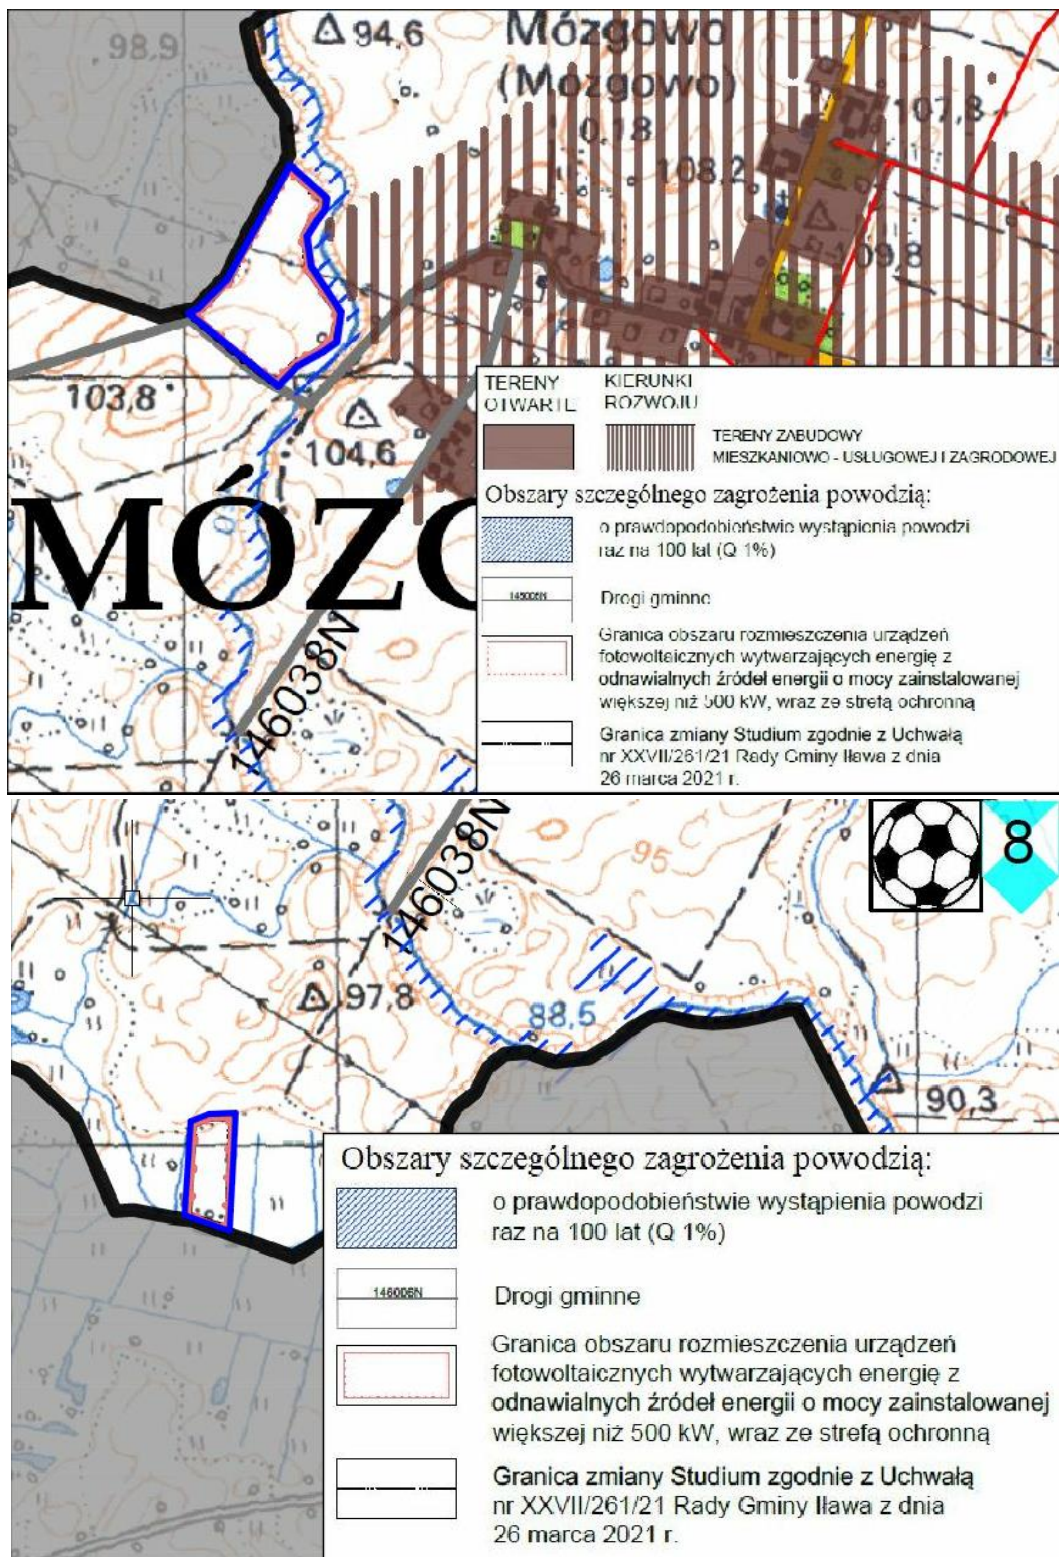 98,9
94,6
Mózgowo
(Mózgowo)
0,18
107,8
108,2
09,8
103,8
104,6
MÓZG
146038N
TERENY
OTWARTE
KIERUNKI
ROZWOJU
TERENY ZABUDOWY
MIESZKANIOWO - USŁUGOWEJ I ZAGRODOWEJ
Obszary szczególnego zagrożenia powodzią:
o prawdopodobieństwie wystąpienia powodzi
raz na 100 lat (Q 1%)
Drogi gminne
Granica obszaru rozmieszczenia urządzeń
fotowoltaicznych wytwarzających energię z
odnawialnych źródeł energii o mocy zainstalowanej
większej niż 500 kW, wraz ze strefą ochronną
Granica zmiany Studium zgodnie z Uchwałą
nr XXVII/261/21 Rady Gminy Iława z dnia
26 marca 2021 r.
146038N
95
8
97,8
88,5
90,3
Obszary szczególnego zagrożenia powodzią:
o prawdopodobieństwie wystąpienia powodzi
raz na 100 lat (Q 1%)
146006N
Drogi gminne
Granica obszaru rozmieszczenia urządzeń
fotowoltaicznych wytwarzających energię z
odnawialnych źródeł energii o mocy zainstalowanej
większej niż 500 kW, wraz ze strefą ochronną
Granica zmiany Studium zgodnie z Uchwałą
nr XXVII/261/21 Rady Gminy Iława z dnia
26 marca 2021 r.